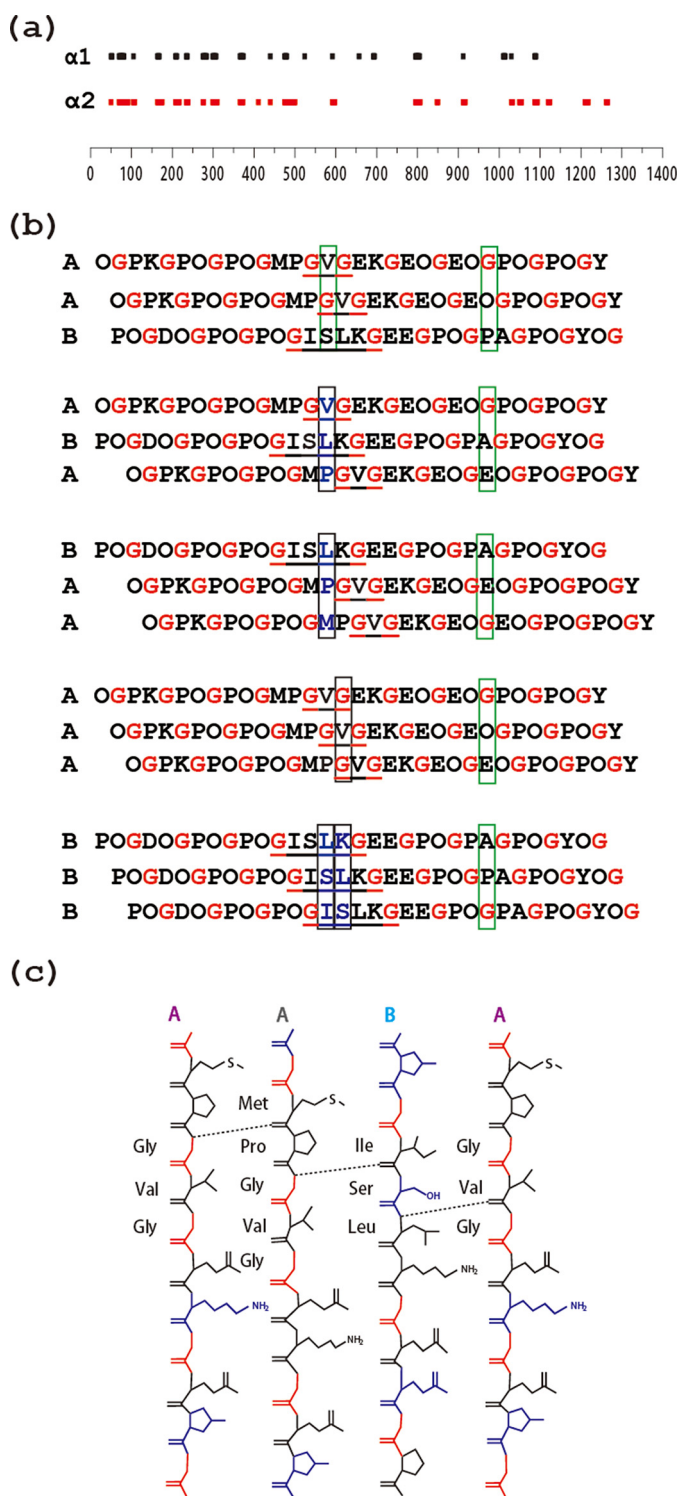 (a)
α1
α2
0 100 200 300 400 500 600 700 800 900 1000 1100 1200 1300 1400
(b)
A OGPKGPOGPOGMPGVGEKGEOGEOGPOGPOGY
A OGPKGPOGPOGMPGVGEKGEOGEOGPOGPOGY
B POGDOGPOGPOGISLKGEEGPOGPAGPOGYOG
A OGPKGPOGPOGMPGVGEKGEOGEOGPOGPOGY
B POGDOGPOGPOGISLKGEEGPOGPAGPOGYOG
A OGPKGPOGPOGMPGVGEKGEOGEOGPOGPOGY
B POGDOGPOGPOGISLKGEEGPOGPAGPOGYOG
A OGPKGPOGPOGMPGVGEKGEOGEOGPOGPOGY
A OGPKGPOGPOGMPGVGEKGEOGEOGPOGPOGY
A OGPKGPOGPOGMPGVGEKGEOGEOGPOGPOGY
A OGPKGPOGPOGMPGVGEKGEOGEOGPOGPOGY
A OGPKGPOGPOGMPGVGEKGEOGEOGPOGPOGY
B POGDOGPOGPOGISLKGEEGPOGPAGPOGYOG
B POGDOGPOGPOGISLKGEEGPOGPAGPOGYOG
B POGDOGPOGPOGISLKGEEGPOGPAGPOGYOG
(c)
A A B A
S S S
Met
Gly Pro Ile Gly
Val Gly Ser OH Val
Gly Val Leu Gly
Gly
NH2
NH2 NH2
NH2